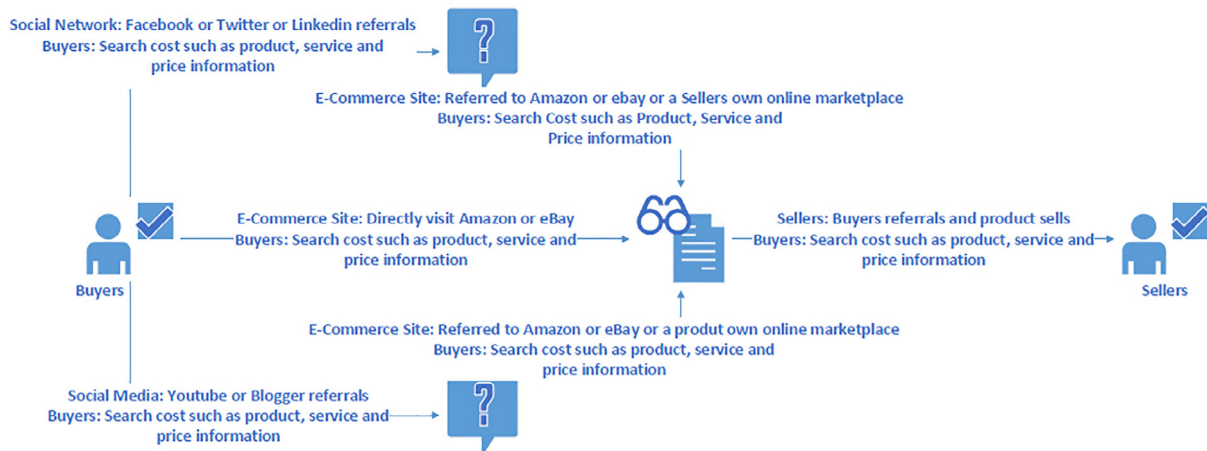 Social Network: Facebook or Twitter or Linkedin referrals
Buyers: Search cost such as product, service and
price information
?
E-Commerce Site: Referred to Amazon or ebay or a Sellers own online marketplace
Buyers: Search Cost such as Product, Service and
Price information
E-Commerce Site: Directly visit Amazon or eBay
Buyers: Search cost such as product, service and
price information
Sellers: Buyers referrals and product sells
Buyers: Search cost such as product, service and
price information
Buyers
Sellers
E-Commerce Site: Referred to Amazon or eBay or a produt own online marketplace
Buyers: Search cost such as product, service and
price information
Social Media: Youtube or Blogger referrals
Buyers: Search cost such as product, service and
price information
?